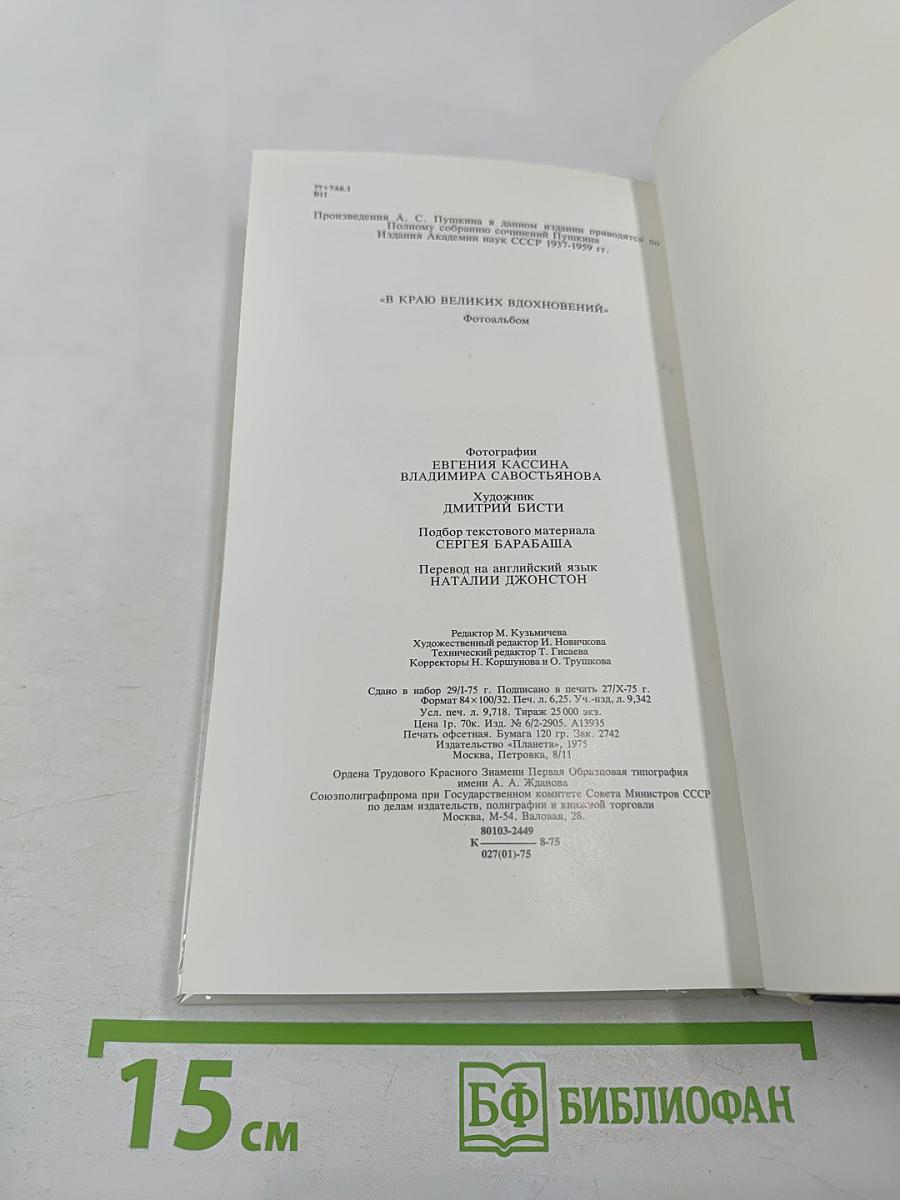 77+7А6.1
В11
Произведения А. С. Пушкина в данном издании приводятся по
Полному собранию сочинений Пушкина
Издания Академии наук СССР 1937-1959 гг.
«В КРАЮ ВЕЛИКИХ ВДОХНОВЕНИЙ»
Фотоальбом
Фотографии
ЕВГЕНИЯ КАССИНА
ВЛАДИМИРА САВОСТЬЯНОВА
Художник
ДМИТРИЙ БИСТИ
Подбор текстового материала
СЕРГЕЯ БАРАБАША
Перевод на английский язык
НАТАЛИИ ДЖОНСТОН
Редактор М. Кузьмичева
Художественный редактор И. Новичкова
Технический редактор Т. Гисаева
Корректоры Н. Коршунова и О. Трушкова
Сдано в набор 29/I-75 г. Подписано в печать 27/X-75 г.
Формат 84×100/32. Печ. л. 6,25. Уч.-изд. л. 9,342
Усл. печ. л. 9,718. Тираж 25 000 экз.
Цена 1р. 70к. Изд. № 6/2-2905. А13935
Печать офсетная. Бумага 120 гр. Зак. 2742
Издательство «Планета», 1975
Москва, Петровка, 8/11
Ордена Трудового Красного Знамени Первая Образцовая типография
имени А. А. Жданова
Союзполиграфпрома при Государственном комитете Совета Министров СССР
по делам издательств, полиграфии и книжной торговли
Москва, М-54. Валовая, 28.
80103-2449
К ——— 8-75
027(01)-75
15 см
БФ БИБЛИОФАН